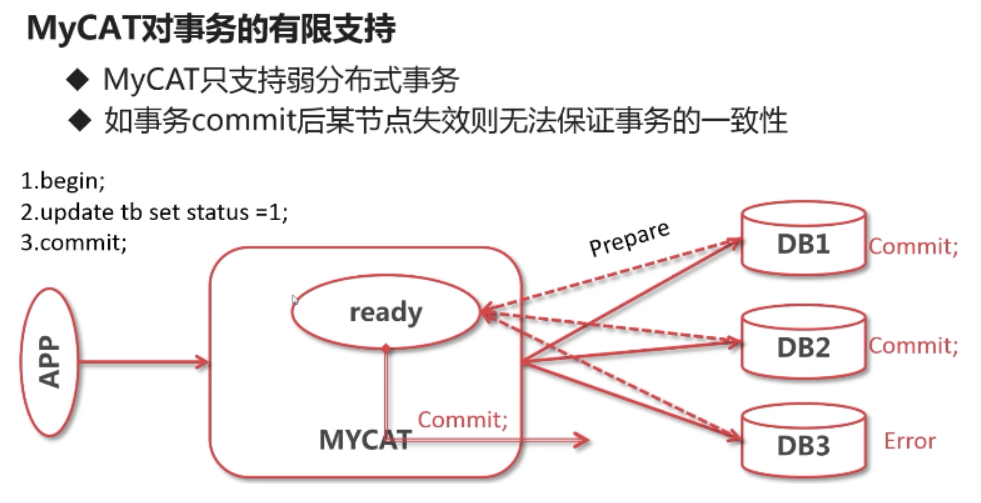 MyCAT对事务的有限支持
MyCAT只支持弱分布式事务
如事务commit后某节点失效则无法保证事务的一致性
1.begin;
2.update tb set status =1;
3.commit;
APP
ready
Commit;
MYCAT
Prepare
DB1
Commit;
DB2
Commit;
DB3
Error